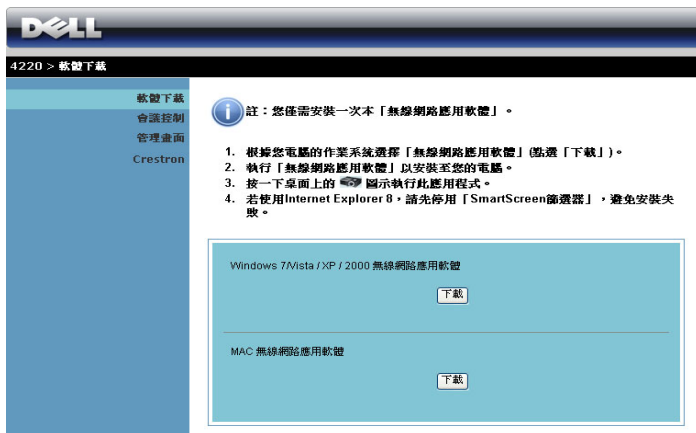 DELL
4220 > 軟體下載
軟體下載
會議控制
管理畫面
Crestron
註：您僅需安裝一次本「無線網路應用軟體」。
1. 根據您電腦的作業系統選擇「無線網路應用軟體」(點選「下載」)。
2. 執行「無線網路應用軟體」以安裝至您的電腦。
3. 按一下桌面上的 圖示執行此應用程式。
4. 若使用Internet Explorer 8，請先停用「SmartScreen篩選器」，避免安裝失
敗。
Windows 7/Vista / XP / 2000 無線網路應用軟體
下載
MAC 無線網路應用軟體
下載